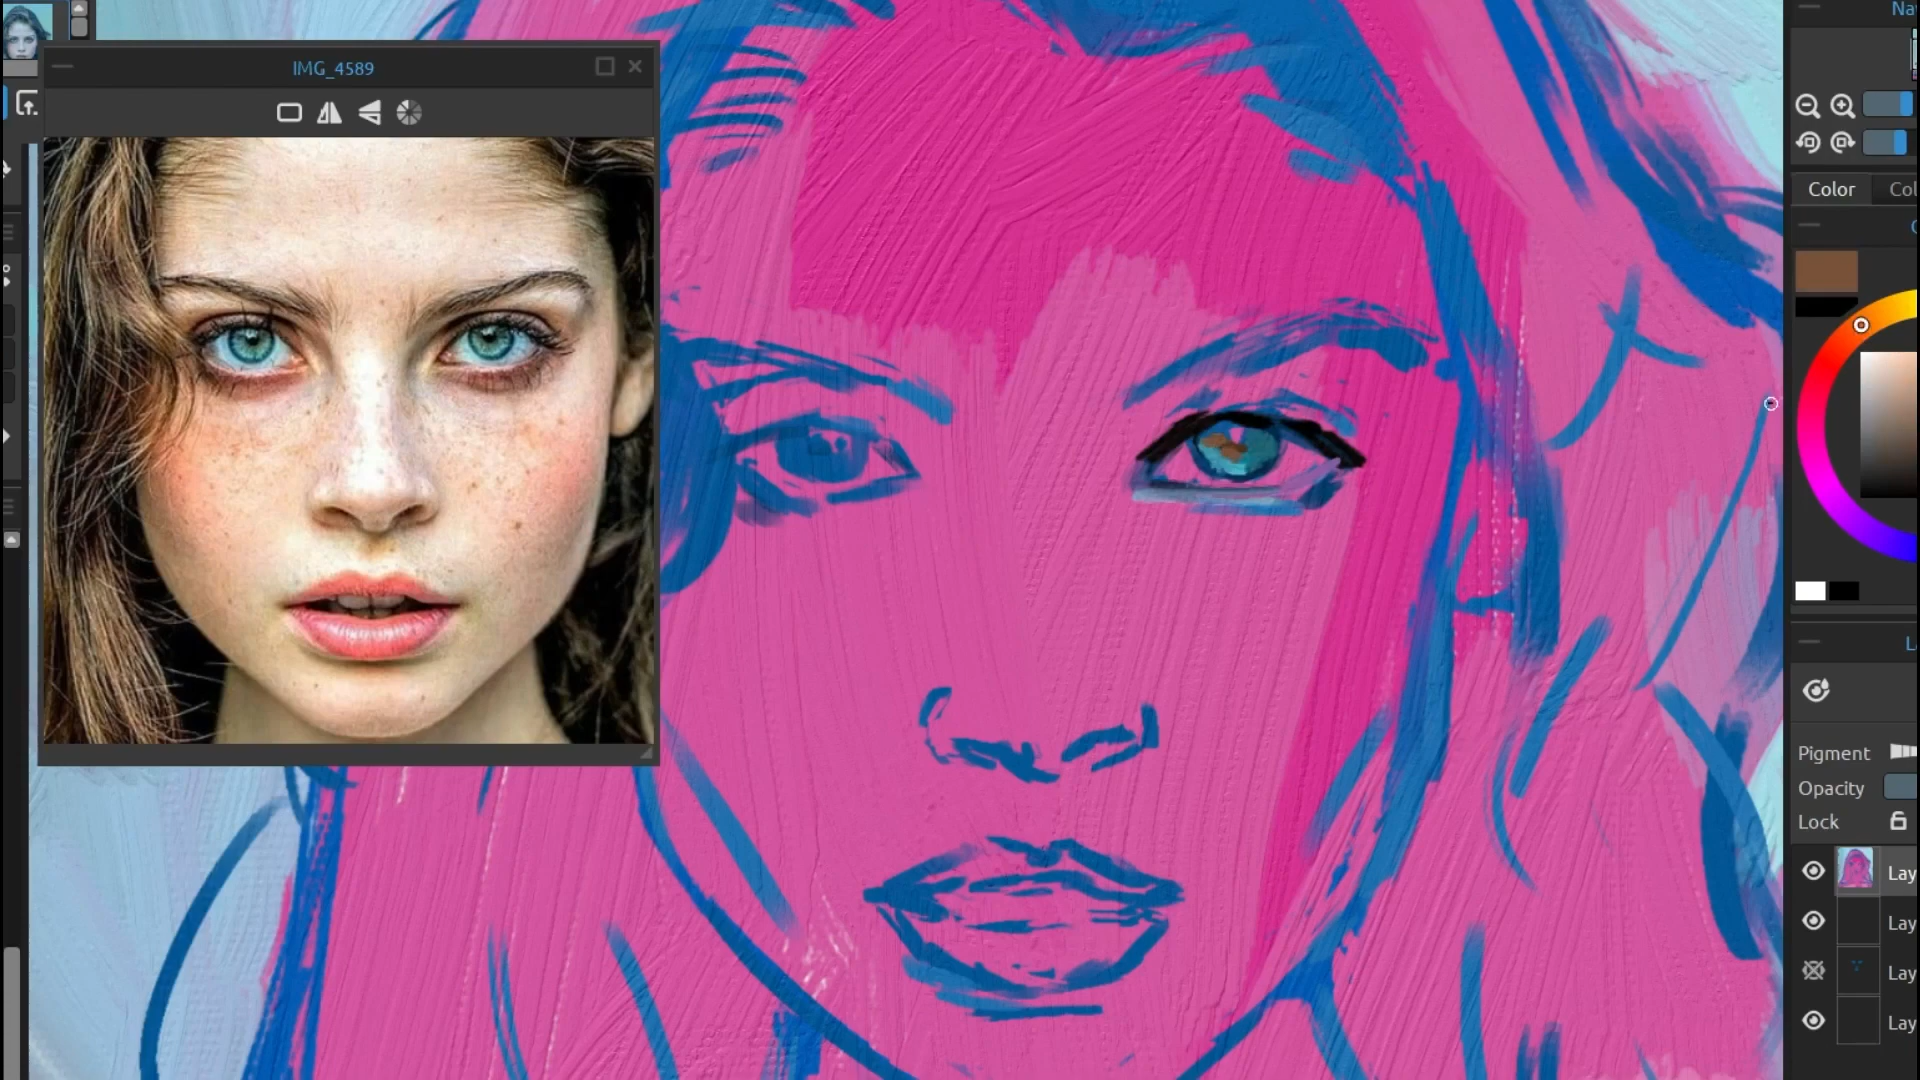 Na
IMG_4589
Color
Col
C
L
Pigment
Opacity
Lock
Lay
Lay
Lay
Lay